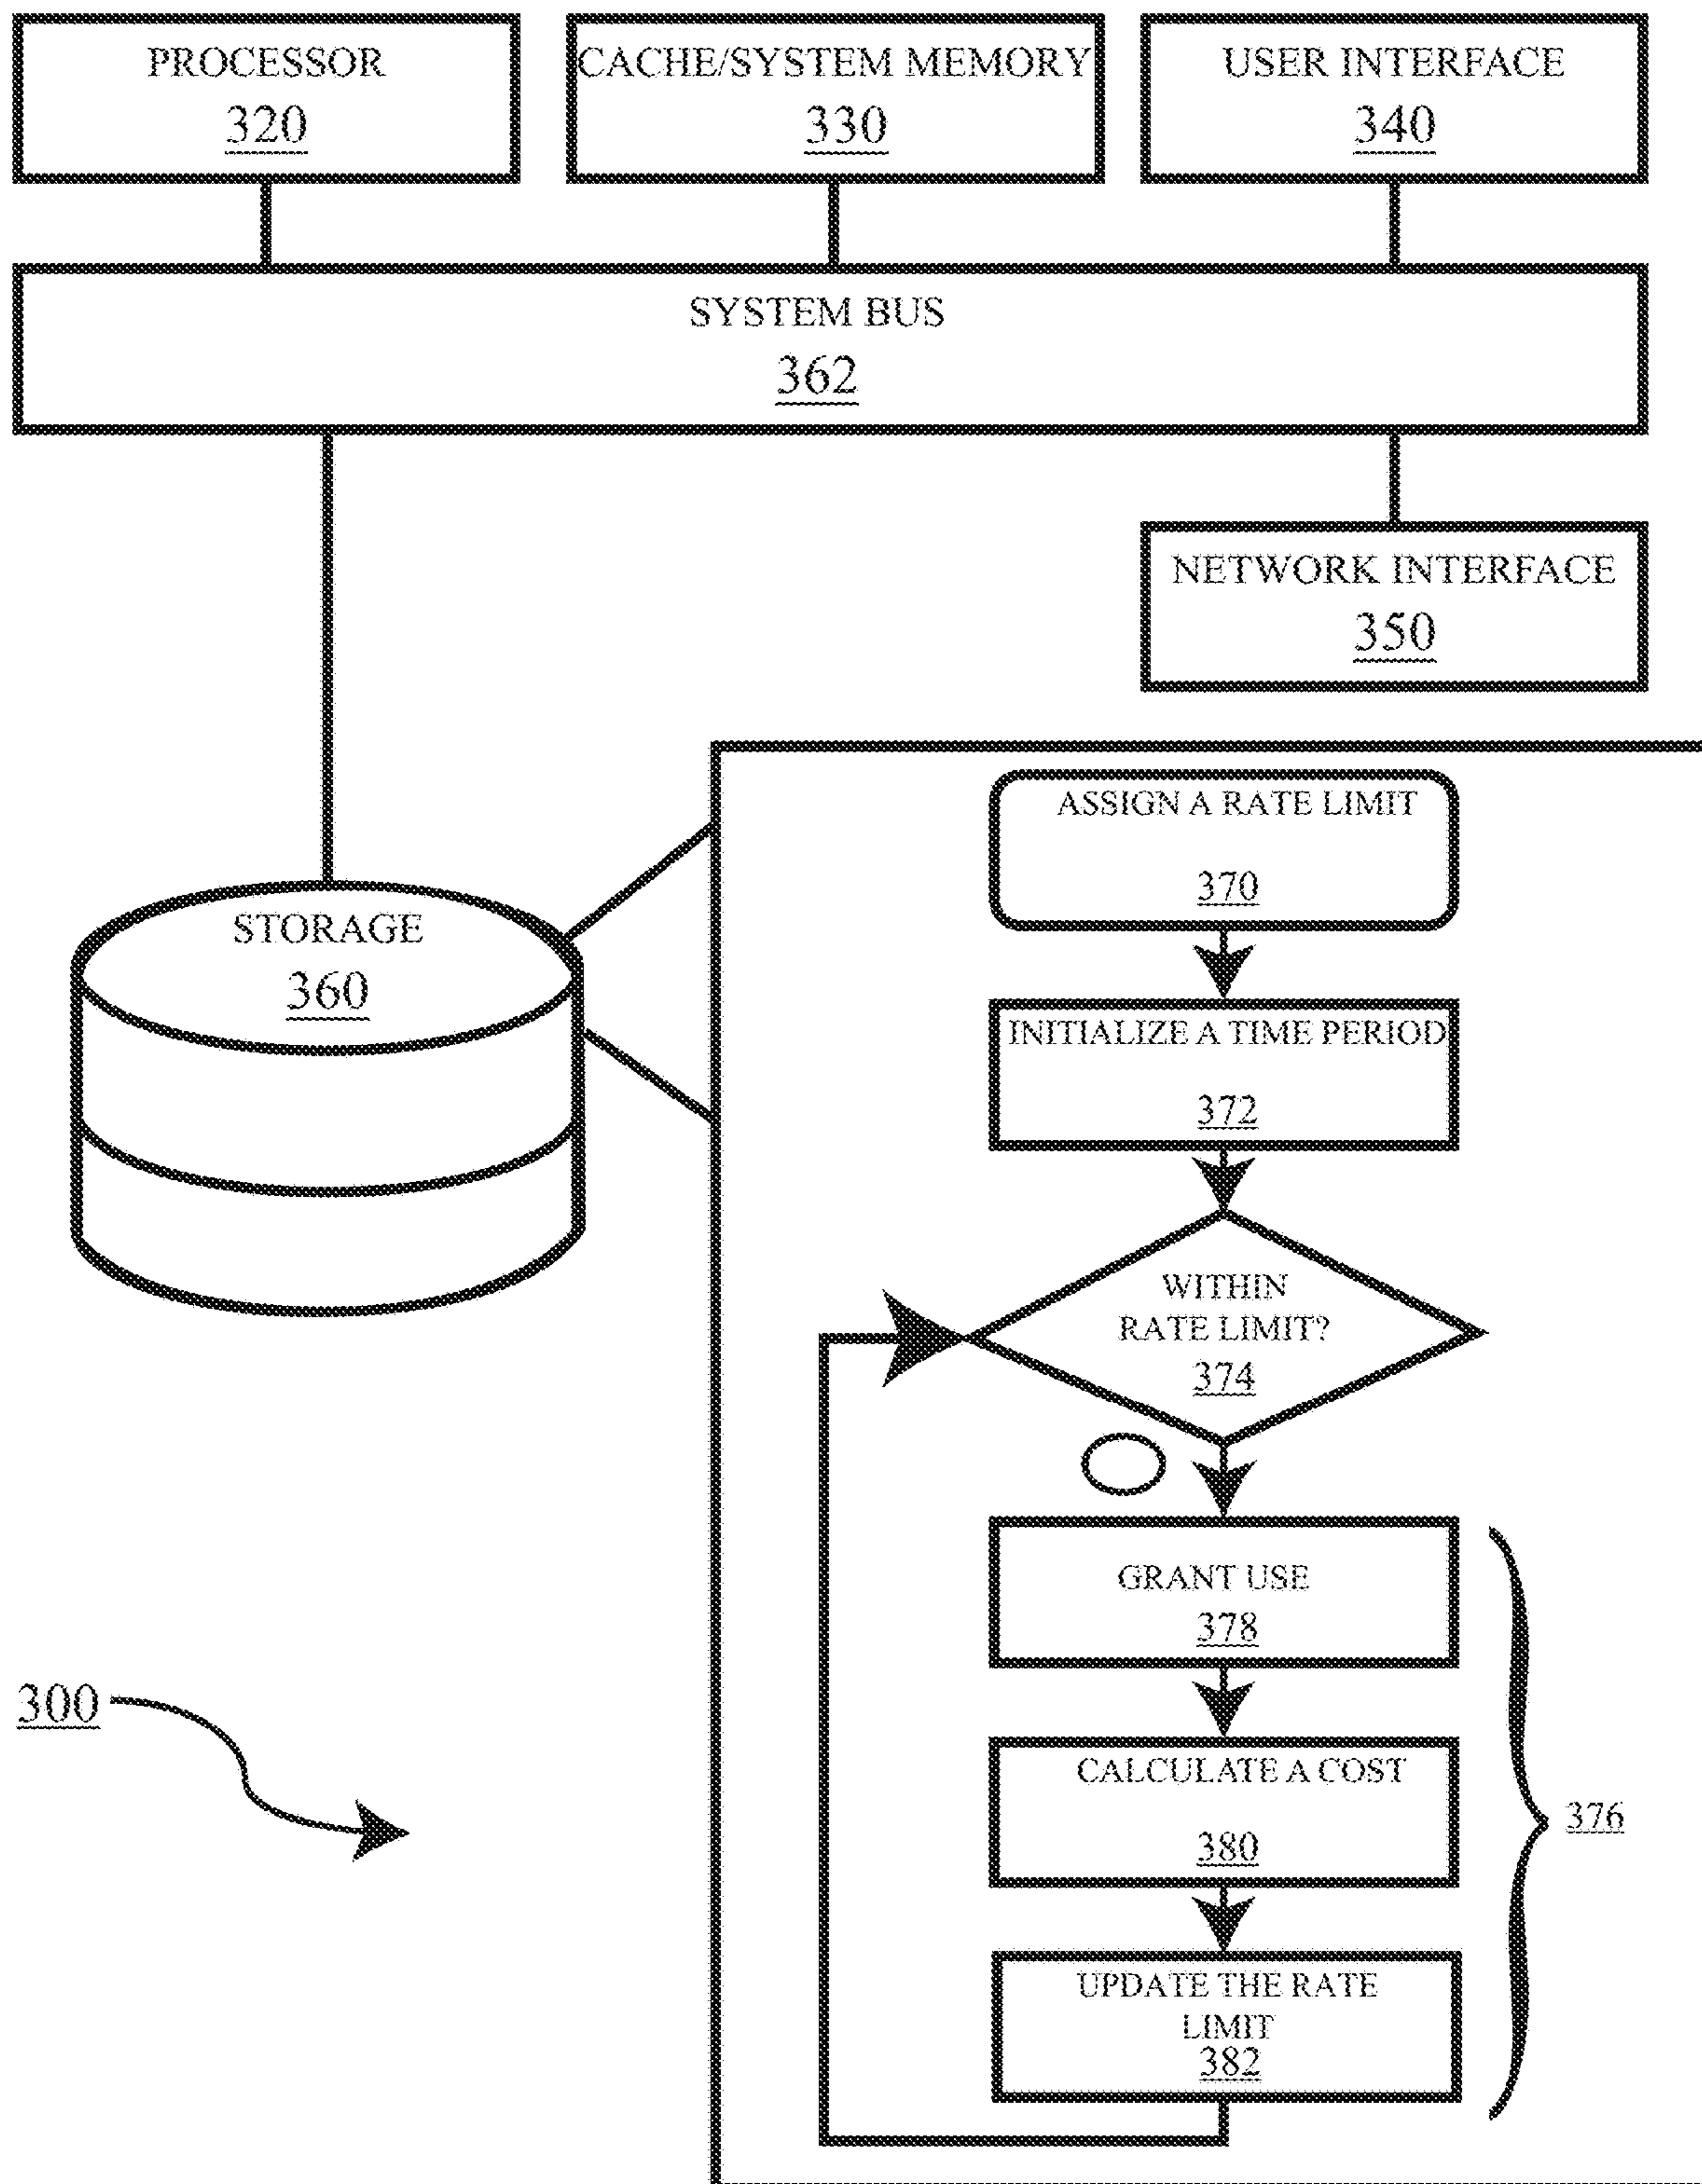 PROCESSOR
320
CACHE/SYSTEM MEMORY
330
USER INTERFACE
340
SYSTEM BUS
362
NETWORK INTERFACE
350
STORAGE
360
ASSIGN A RATE LIMIT
370
INITIALIZE A TIME PERIOD
372
WITHIN
RATE LIMIT?
374
GRANT USE
378
CALCULATE A COST
380
UPDATE THE RATE
LIMIT
382
376
300